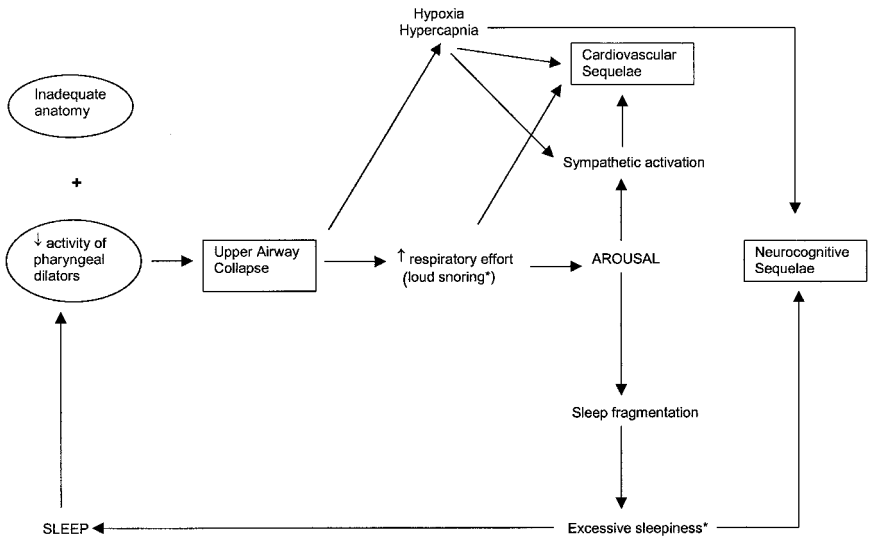 Hypoxia
Hypercapnia
Cardiovascular
Sequelae
Inadequate
anatomy
+
Sympathetic activation
↓ activity of
pharyngeal
dilators
Upper Airway
Collapse
↑ respiratory effort
(loud snoring*)
AROUSAL
Neurocognitive
Sequelae
Sleep fragmentation
SLEEP
Excessive sleepiness*